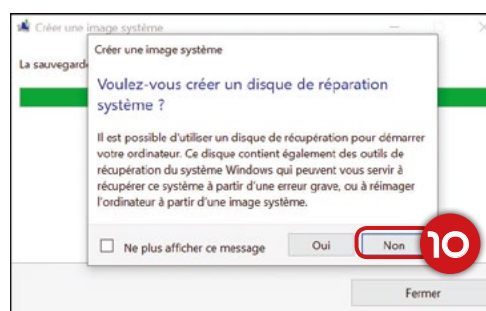 Créer une image système
Créer une image système
La sauvegard
Voulez-vous créer un disque de réparation
système ?
Il est possible d'utiliser un disque de récupération pour démarrer
votre ordinateur. Ce disque contient également des outils de
récupération du système Windows qui peuvent vous servir à
récupérer ce système à partir d'une erreur grave, ou à réimager
l'ordinateur à partir d'une image système.
Ne plus afficher ce message Oui Non 10
Fermer